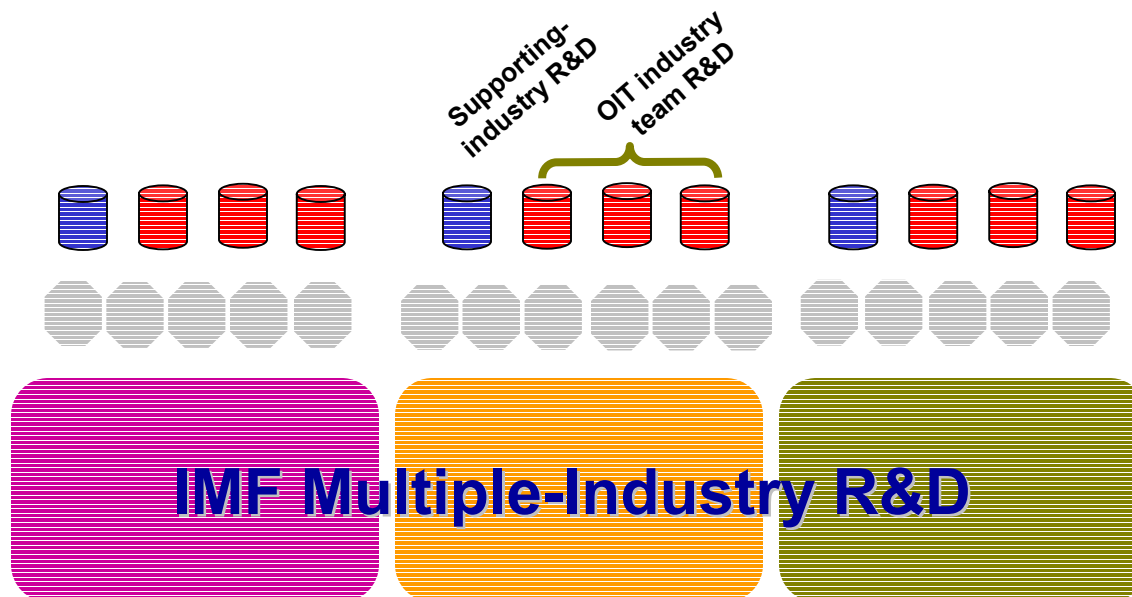 Supporting-
industry R&D
OIT industry
team R&D
IMF Multiple-Industry R&D